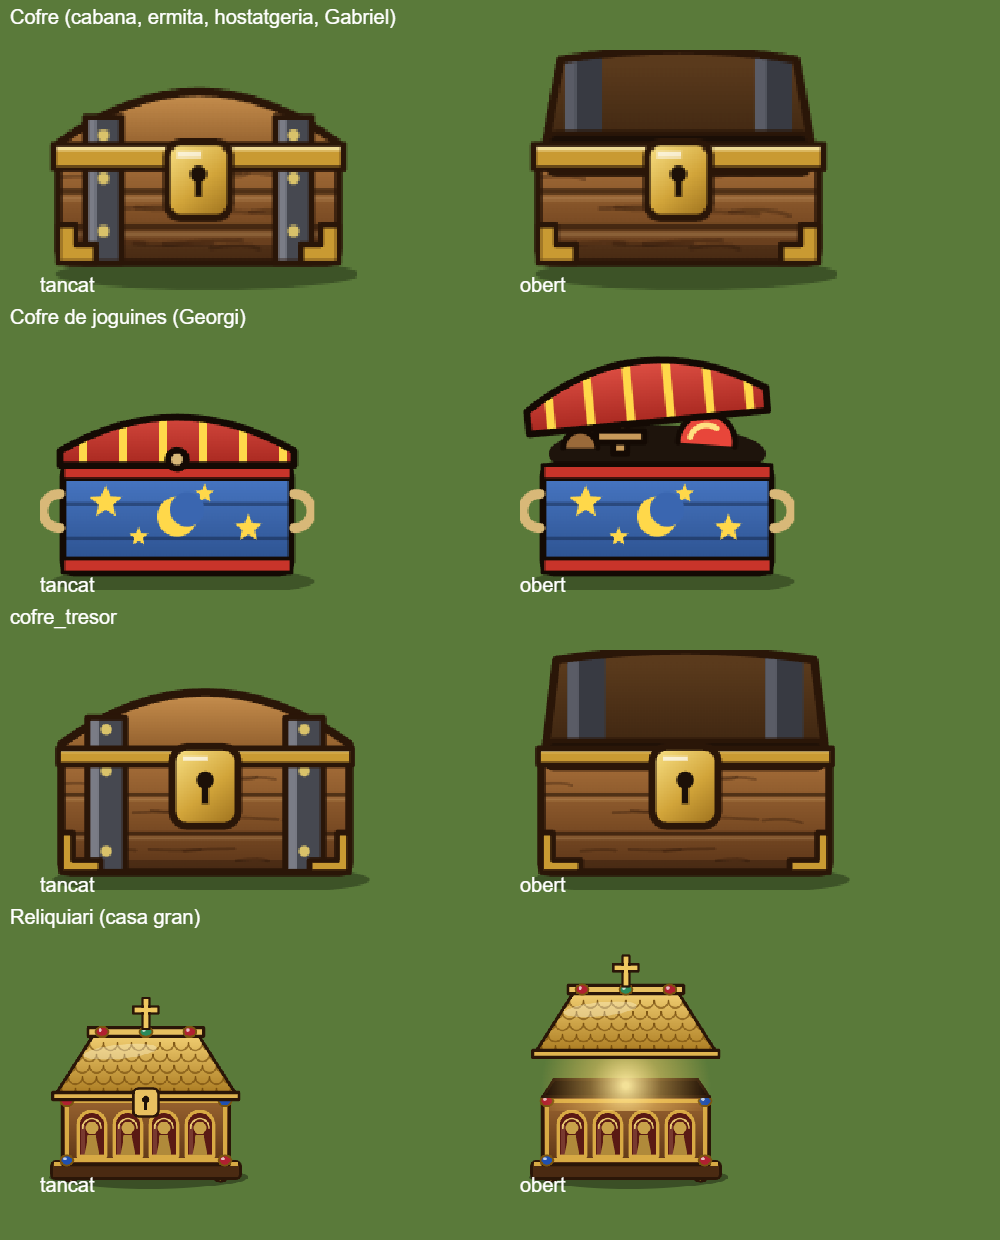 Cofre (cabana, ermita, hostatgeria, Gabriel)
tancat
obert
Cofre de joguines (Georgi)
tancat
obert
cofre_tresor
tancat
obert
Reliquiari (casa gran)
tancat
obert